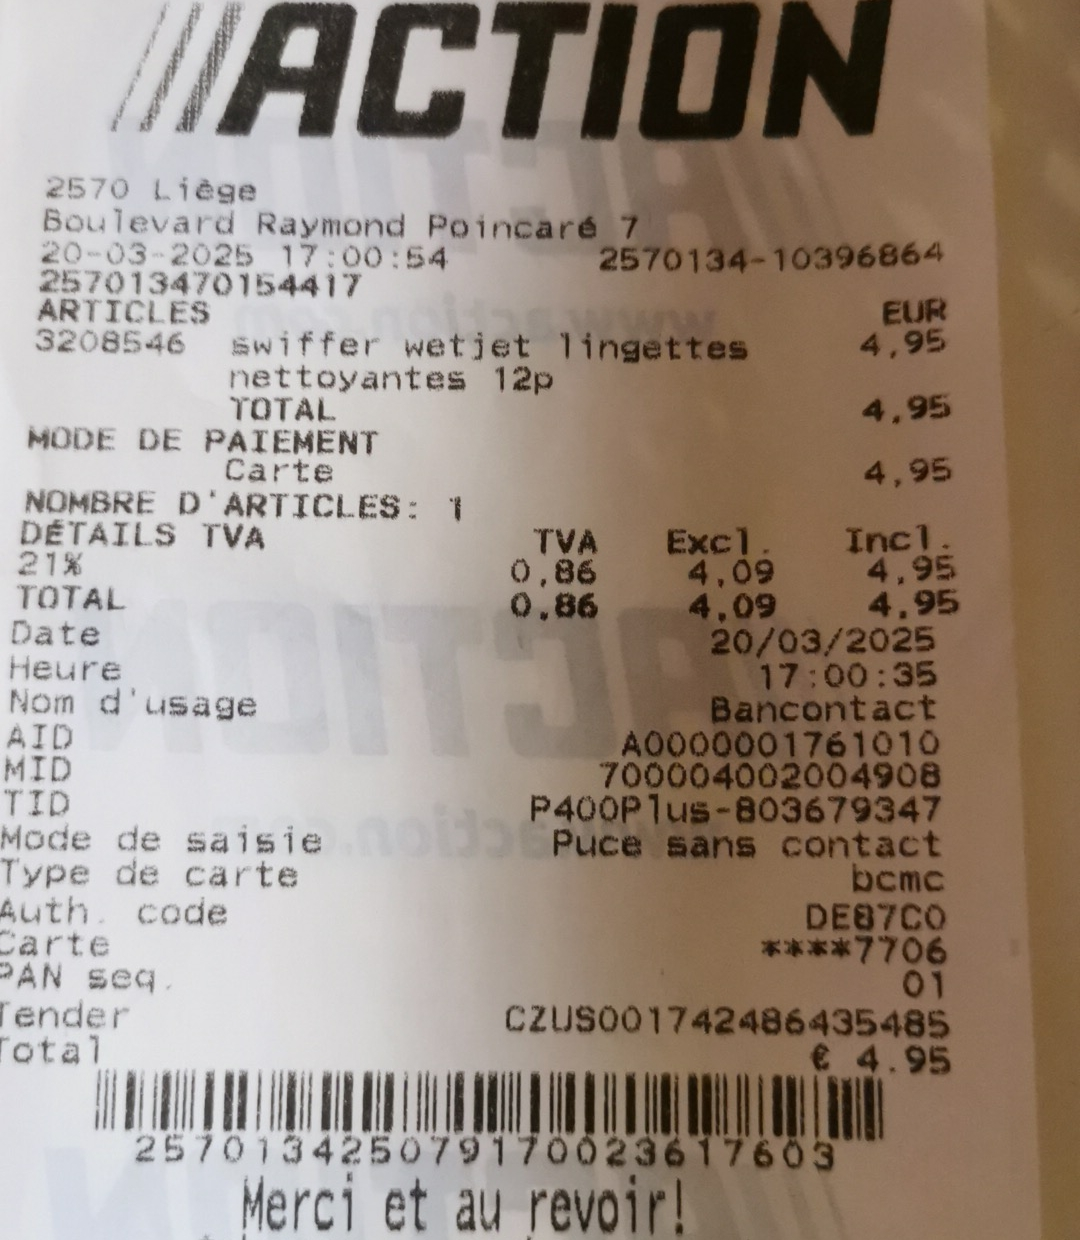 ACTION
2570 Liège
Boulevard Raymond Poincaré 7
20-03-2025 17:00:54 2570134-10396864
257013470154417
ARTICLES EUR
3208546 swiffer wetjet lingettes 4,95
nettoyantes 12p
TOTAL 4,95
MODE DE PAIEMENT
Carte 4,95
NOMBRE D'ARTICLES: 1
DÉTAILS TVA TVA Excl. Incl.
21% 0,86 4,09 4,95
TOTAL 0,86 4,09 4,95
Date 20/03/2025
Heure 17:00:35
Nom d'usage Bancontact
AID A0000001761010
MID 700004002004908
TID P400Plus-803679347
Mode de saisie Puce sans contact
Type de carte bcmc
Auth. code DE87C0
Carte ****7706
PAN seq. 01
Tender CZUS001742486435485
Total € 4.95
257013425079170023617603
Merci et au revoir!